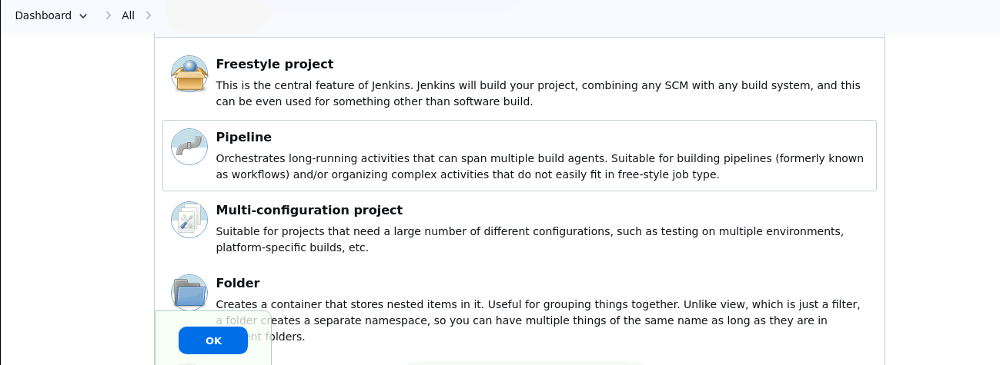 Dashboard All
Freestyle project
This is the central feature of Jenkins. Jenkins will build your project, combining any SCM with any build system, and this
can be even used for something other than software build.
Pipeline
Orchestrates long-running activities that can span multiple build agents. Suitable for building pipelines (formerly known
as workflows) and/or organizing complex activities that do not easily fit in free-style job type.
Multi-configuration project
Suitable for projects that need a large number of different configurations, such as testing on multiple environments,
platform-specific builds, etc.
Folder
Creates a container that stores nested items in it. Useful for grouping things together. Unlike view, which is just a filter,
a folder creates a separate namespace, so you can have multiple things of the same name as long as they are in
folders.
OK